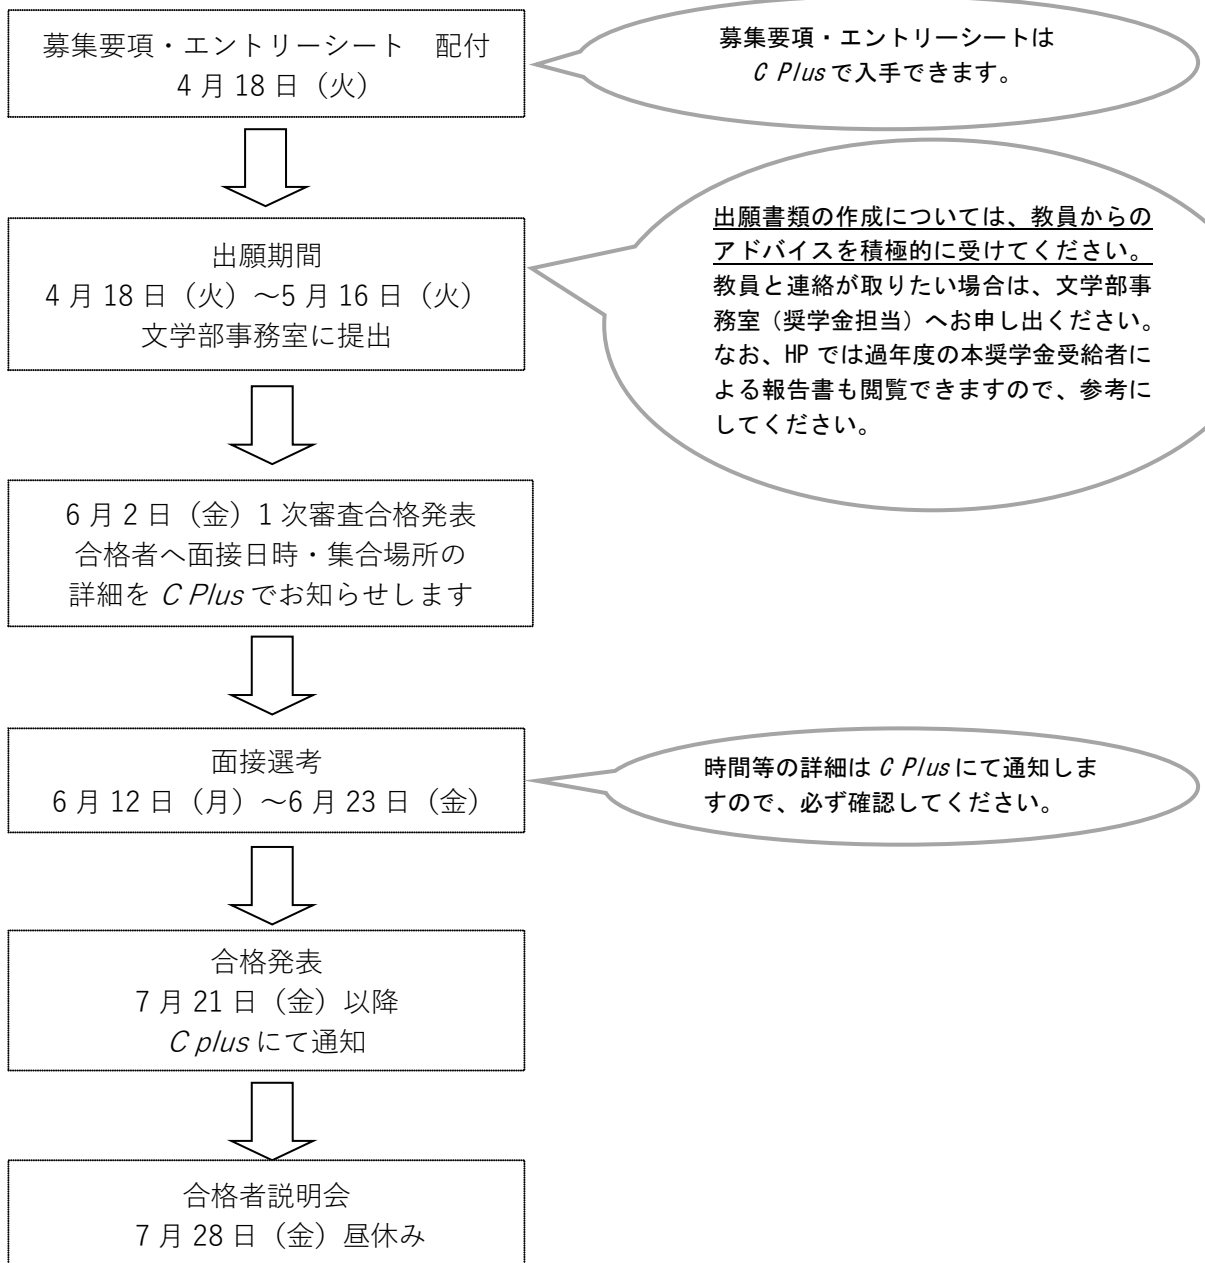 募集要項・エントリーシート　配付
4 月 18 日（火）
募集要項・エントリーシートは
C Plus で入手できます。
出願期間
4 月 18 日（火）～5 月 16 日（火）
文学部事務室に提出
出願書類の作成については、教員からの
アドバイスを積極的に受けてください。
教員と連絡が取りたい場合は、文学部事
務室（奨学金担当）へお申し出ください。
なお、HP では過年度の本奨学金受給者に
よる報告書も閲覧できますので、参考に
してください。
6 月 2 日（金）1 次審査合格発表
合格者へ面接日時・集合場所の
詳細を C Plus でお知らせします
面接選考
6 月 12 日（月）～6 月 23 日（金）
時間等の詳細は C Plus にて通知しま
すので、必ず確認してください。
合格発表
7 月 21 日（金）以降
C plus にて通知
合格者説明会
7 月 28 日（金）昼休み